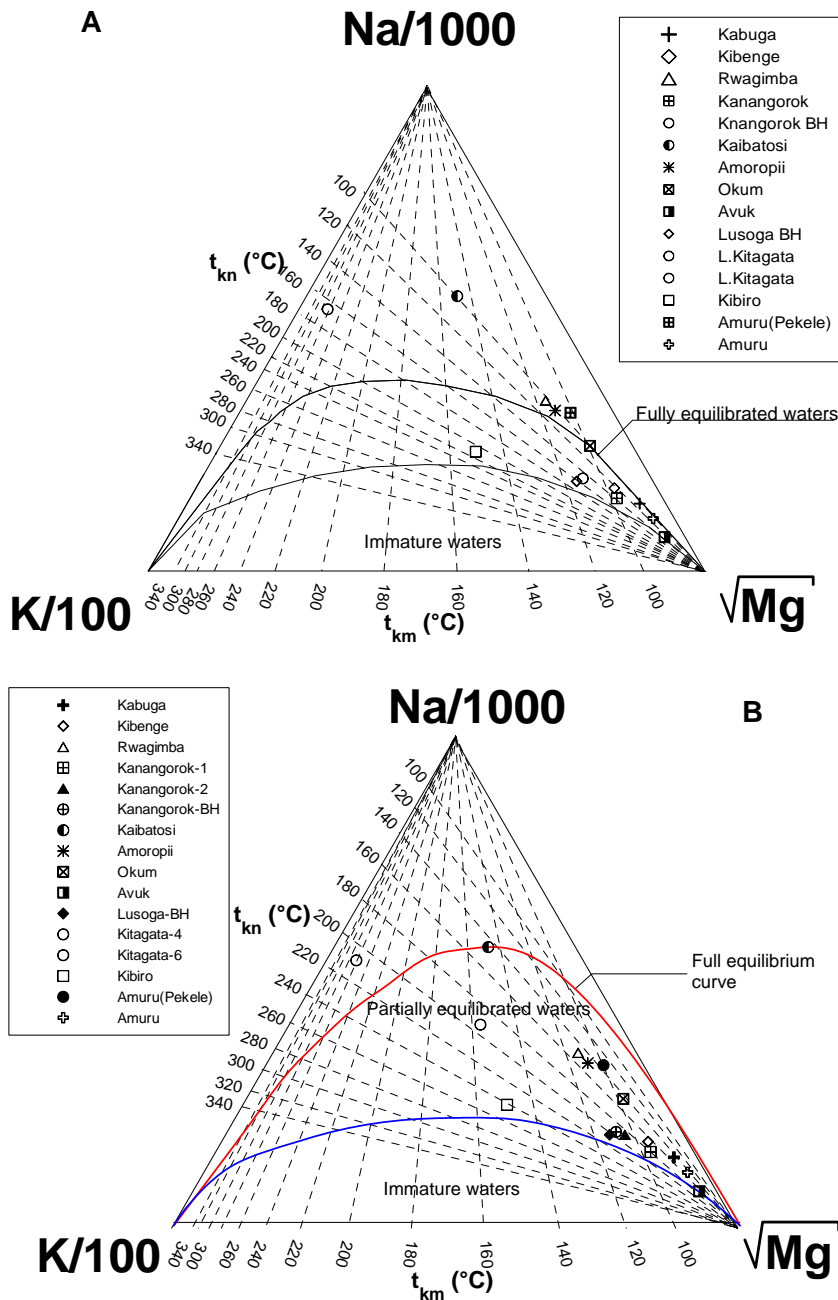 A
Na/1000
Kabuga
Kibenge
Rwagimba
Kanangorok
Knangorok BH
Kaibatosi
Amoropii
Okum
Avuk
Lusoga BH
L.Kitagata
L.Kitagata
Kibiro
Amuru(Pekele)
Amuru
100
120
140
160
180
200
220
240
260
280
300
340
t_kn (°C)
Fully equilibrated waters
Immature waters
K/100
√Mg
340
300
280
260
240
220
200
180
160
140
120
100
t_km (°C)
B
Na/1000
Kabuga
Kibenge
Rwagimba
Kanangorok-1
Kanangorok-2
Kanangorok-BH
Kaibatosi
Amoropii
Okum
Avuk
Lusoga-BH
Kitagata-4
Kitagata-6
Kibiro
Amuru(Pekele)
Amuru
100
120
140
160
180
200
220
240
260
280
300
320
340
t_kn (°C)
Full equilibrium
curve
Partially equilibrated waters
Immature waters
K/100
√Mg
340
300
260
240
220
200
180
160
140
120
100
t_km (°C)